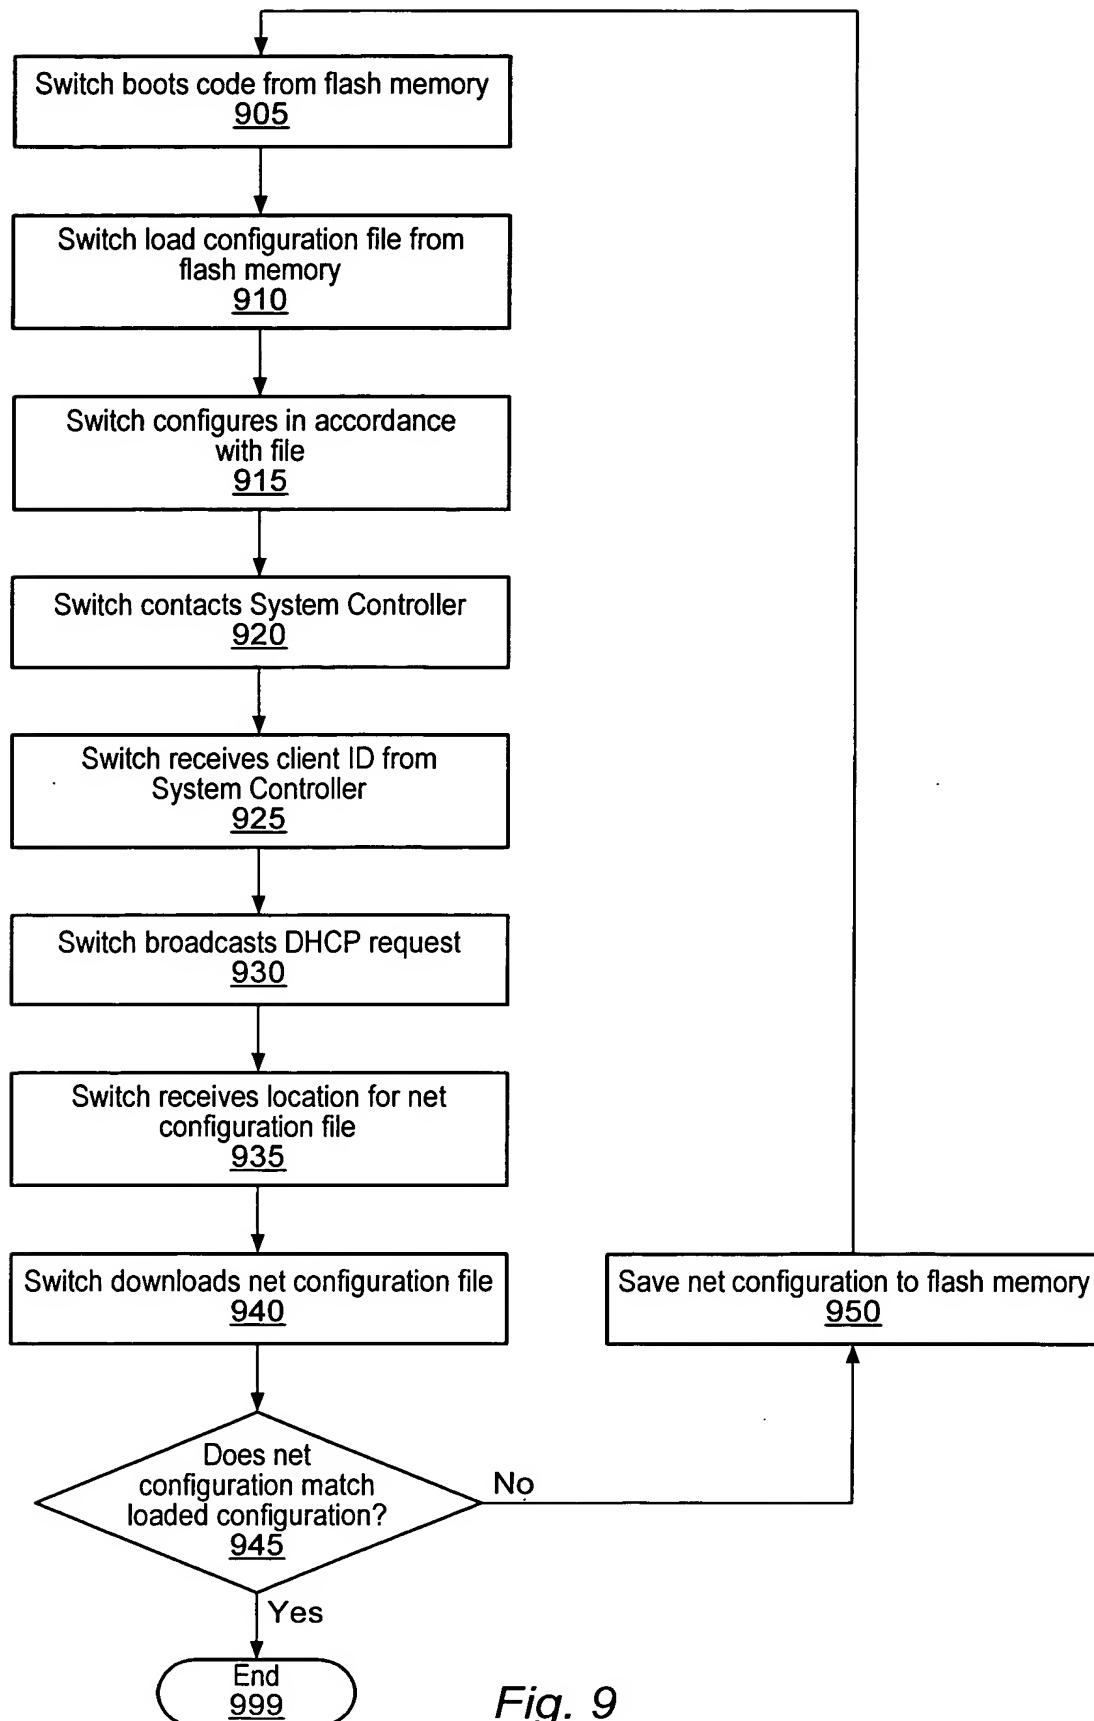 Switch boots code from flash memory
905
Switch load configuration file from
flash memory
910
Switch configures in accordance
with file
915
Switch contacts System Controller
920
Switch receives client ID from
System Controller
925
Switch broadcasts DHCP request
930
Switch receives location for net
configuration file
935
Switch downloads net configuration file
940
Save net configuration to flash memory
950
Does net
configuration match
loaded configuration?
945
No
Yes
End
999
Fig. 9